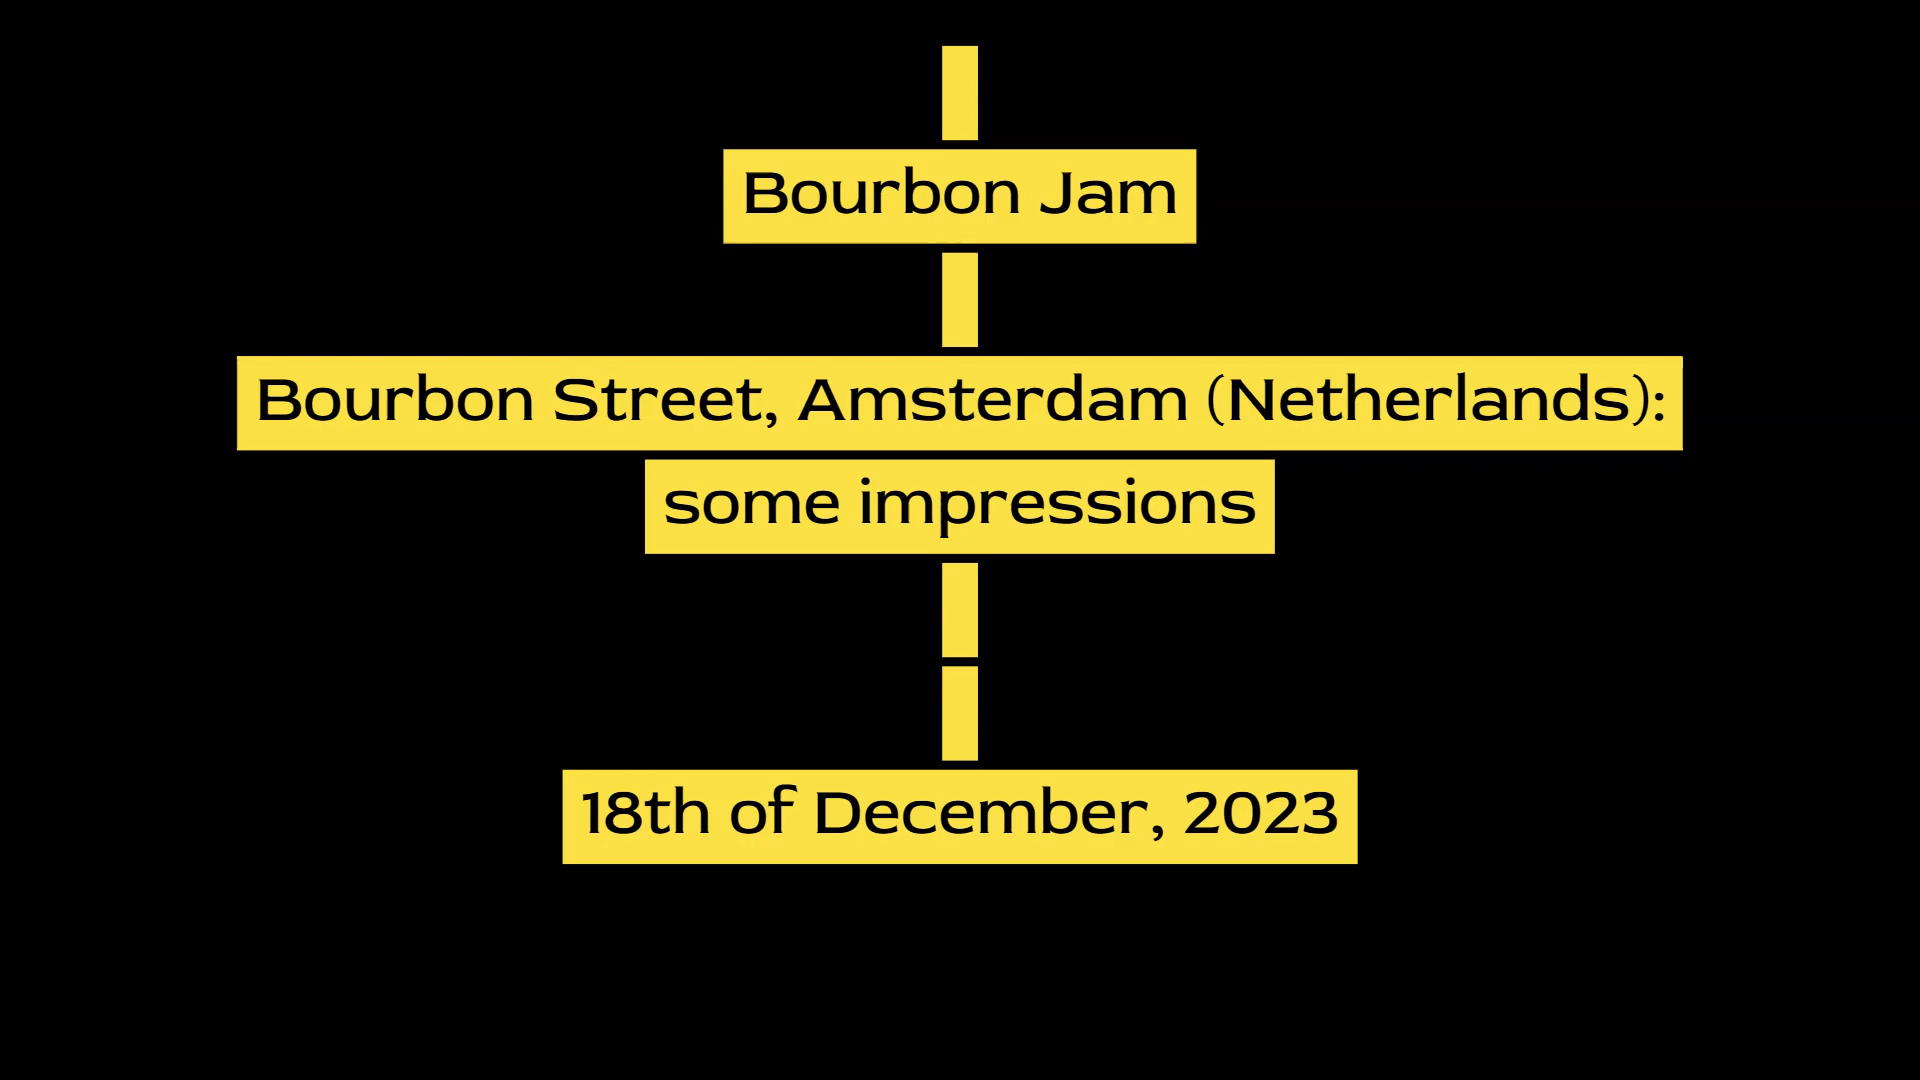 Bourbon Jam
Bourbon Street, Amsterdam (Netherlands):
some impressions
18th of December, 2023